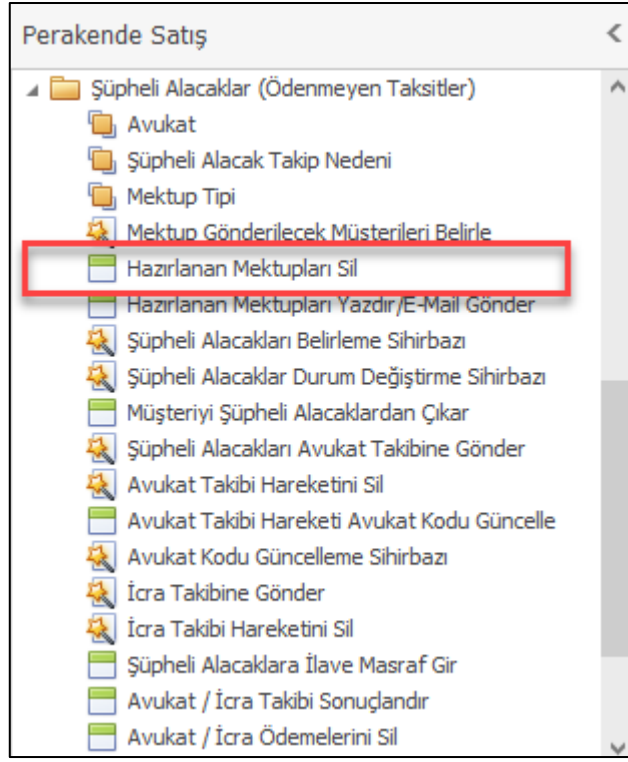 Perakende Satış
Şüpheli Alacaklar (Ödenmeyen Taksitler)
Avukat
Şüpheli Alacak Takip Nedeni
Mektup Tipi
Mektup Gönderilecek Müşterileri Belirle
Hazırlanan Mektupları Sil
Hazırlanan Mektupları Yazdır/E-Mail Gönder
Şüpheli Alacakları Belirleme Sihirbazı
Şüpheli Alacaklar Durum Değiştirme Sihirbazı
Müşteriyi Şüpheli Alacaklardan Çıkar
Şüpheli Alacakları Avukat Takibine Gönder
Avukat Takibi Hareketini Sil
Avukat Takibi Hareketi Avukat Kodu Güncelle
Avukat Kodu Güncelleme Sihirbazı
İcra Takibine Gönder
İcra Takibi Hareketini Sil
Şüpheli Alacaklara İlave Masraf Gir
Avukat / İcra Takibi Sonuçlandır
Avukat / İcra Ödemelerini Sil